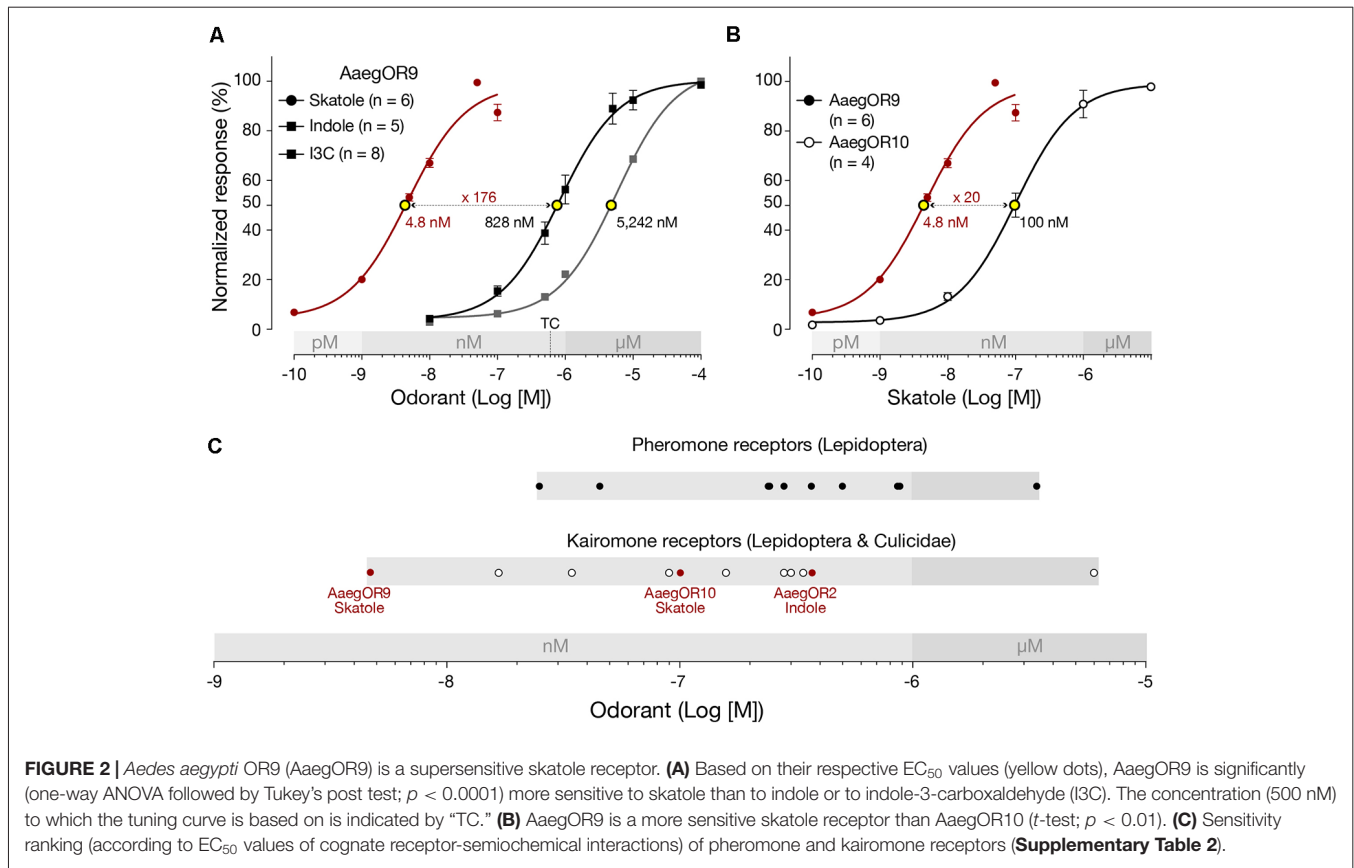 A
AaegOR9
Skatole (n = 6)
Indole (n = 5)
I3C (n = 8)
Normalized response (%)
100
80
60
50
40
20
0
x 176
4.8 nM
828 nM
5,242 nM
TC
pM
nM
µM
-10
-9
-8
-7
-6
-5
-4
Odorant (Log [M])
B
AaegOR9
(n = 6)
AaegOR10
(n = 4)
100
80
60
50
40
20
0
x 20
4.8 nM
100 nM
pM
nM
µM
-10
-9
-8
-7
-6
Skatole (Log [M])
C
Pheromone receptors (Lepidoptera)
Kairomone receptors (Lepidoptera & Culicidae)
AaegOR9
Skatole
AaegOR10
Skatole
AaegOR2
Indole
nM
µM
-9
-8
-7
-6
-5
Odorant (Log [M])
FIGURE 2 | Aedes aegypti OR9 (AaegOR9) is a supersensitive skatole receptor. (A) Based on their respective EC50 values (yellow dots), AaegOR9 is significantly
(one-way ANOVA followed by Tukey's post test; p < 0.0001) more sensitive to skatole than to indole or to indole-3-carboxaldehyde (I3C). The concentration (500 nM)
to which the tuning curve is based on is indicated by "TC." (B) AaegOR9 is a more sensitive skatole receptor than AaegOR10 (t-test; p < 0.01). (C) Sensitivity
ranking (according to EC50 values of cognate receptor-semiochemical interactions) of pheromone and kairomone receptors (Supplementary Table 2).